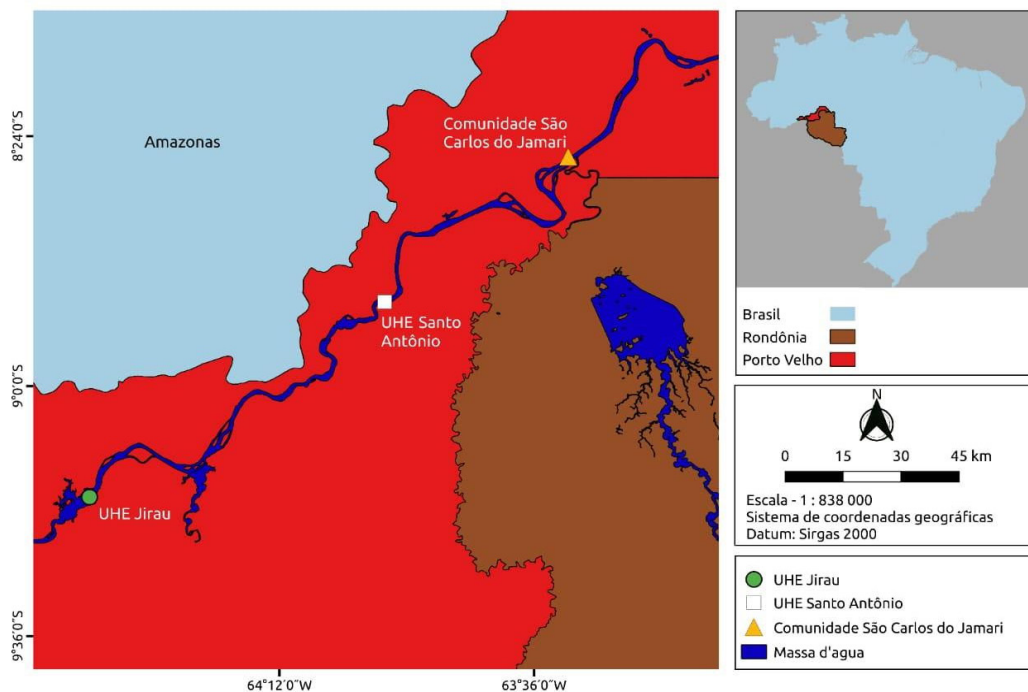 Amazonas
Comunidade São
Carlos do Jamari
UHE Santo
Antônio
UHE Jirau
8°24'0"S
9°0'0"S
9°36'0"S
64°12'0"W
63°36'0"W
Brasil
Rondônia
Porto Velho
N
0 15 30 45 km
Escala - 1 : 838 000
Sistema de coordenadas geográficas
Datum: Sirgas 2000
UHE Jirau
UHE Santo Antônio
Comunidade São Carlos do Jamari
Massa d'agua